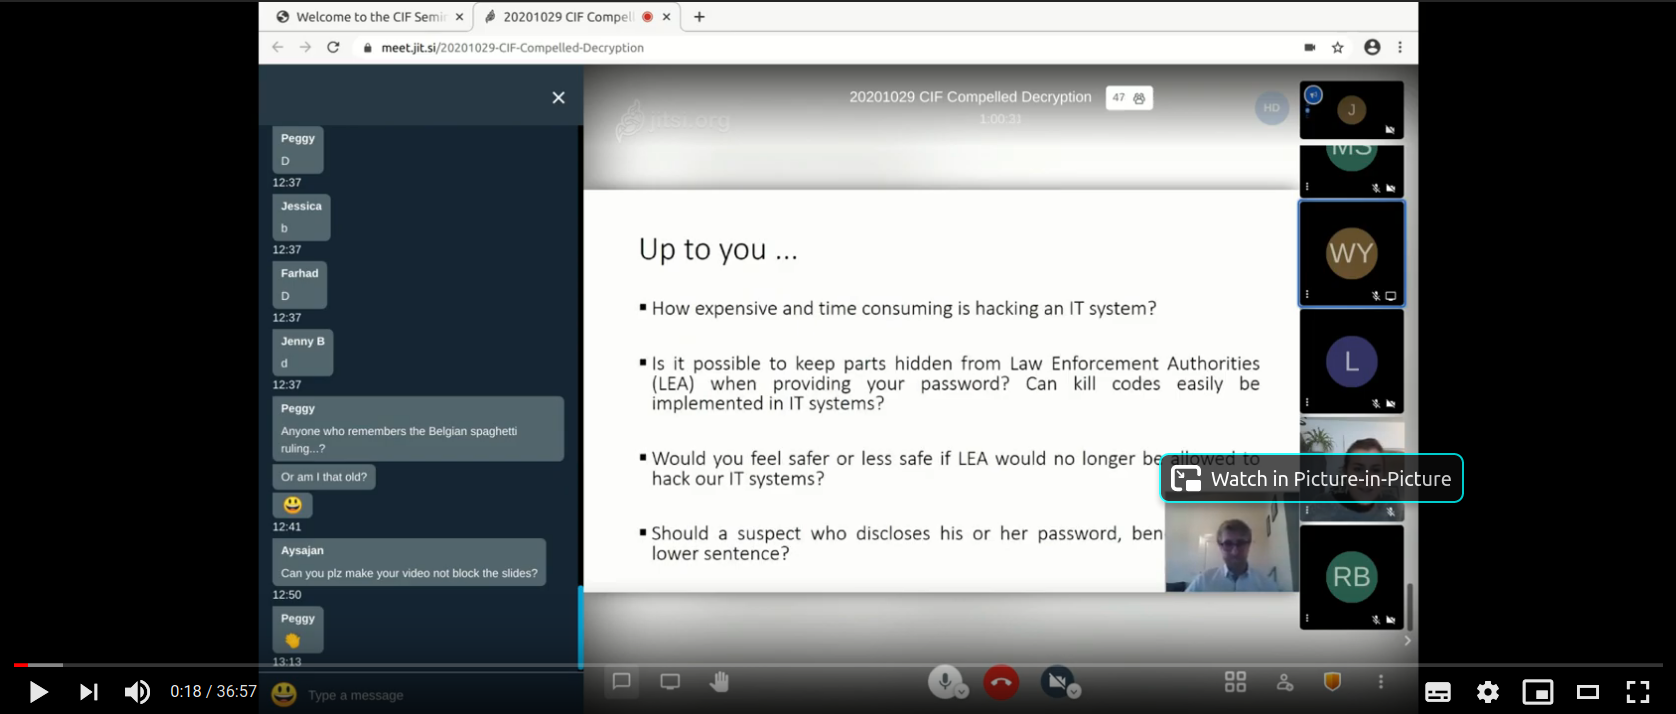 Welcome to the CIF Semi
20201029 CIF Compell
meet.jit.si/20201029-CIF-Compelled-Decryption
Peggy
D
12:37
Jessica
b
12:37
Farhad
D
12:37
Jenny B
d
12:37
Peggy
Anyone who remembers the Belgian spaghetti
ruling...?
Or am I that old?
12:41
Aysajan
Can you plz make your video not block the slides?
12:50
Peggy
13:13
Type a message
jitsi.org
20201029 CIF Compelled Decryption
47
1:00:31
HD
Up to you ...
▪ How expensive and time consuming is hacking an IT system?
▪ Is it possible to keep parts hidden from Law Enforcement Authorities
(LEA) when providing your password? Can kill codes easily be
implemented in IT systems?
▪ Would you feel safer or less safe if LEA would no longer be allowed to
hack our IT systems?
▪ Should a suspect who discloses his or her password, ben
lower sentence?
J
MS
WY
L
RB
Watch in Picture-in-Picture
0:18 / 36:57